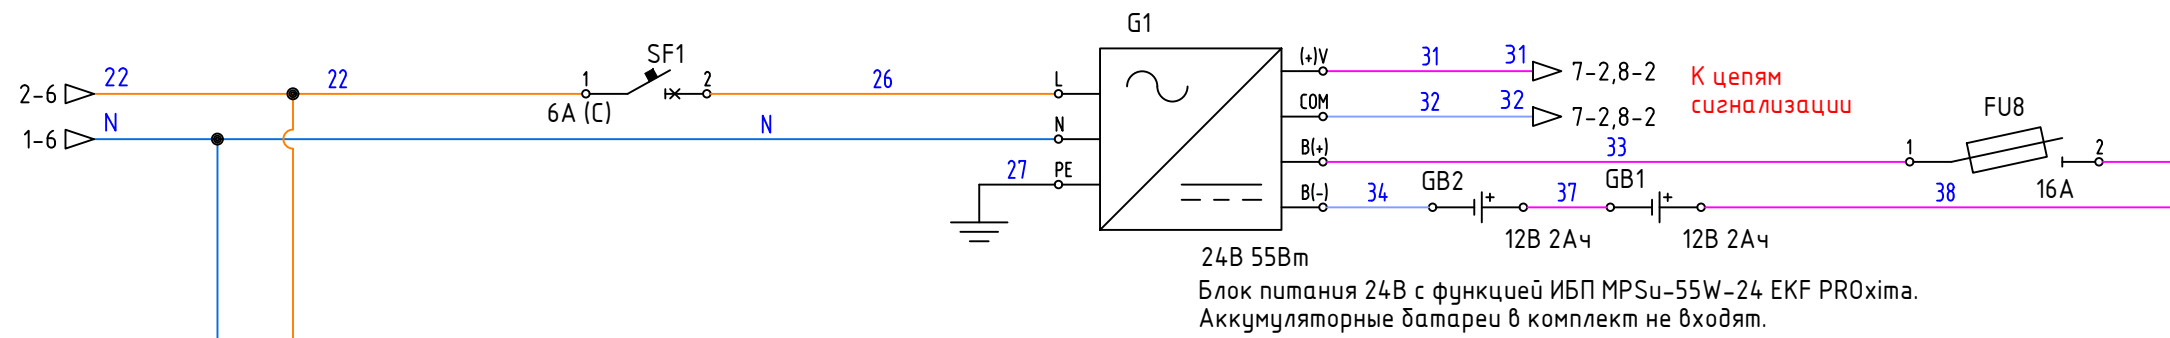 G1
2-6 22 22 1 SF1 2 26 L
6А (С)
1-6 N N N
27 PE
(+)V 31 31 7-2,8-2
COM 32 32 7-2,8-2
К цепям
сигнализации
B(+) 33 1 FU8 2
16А
B(-) 34 GB2 + 37 GB1 + 38
12В 2Ач 12В 2Ач
24В 55Вт
Блок питания 24В с функцией ИБП MPSu-55W-24 EKF PROxima.
Аккумуляторные батареи в комплект не входят.